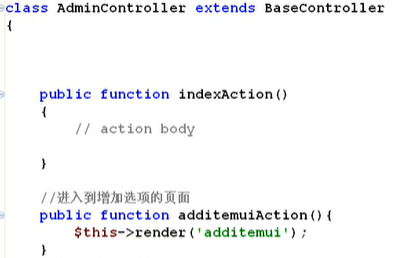 class AdminController extends BaseController
{
public function indexAction()
{
// action body
}
//进入到增加选项的页面
public function additemuiAction(){
$this->render('additemui');
}